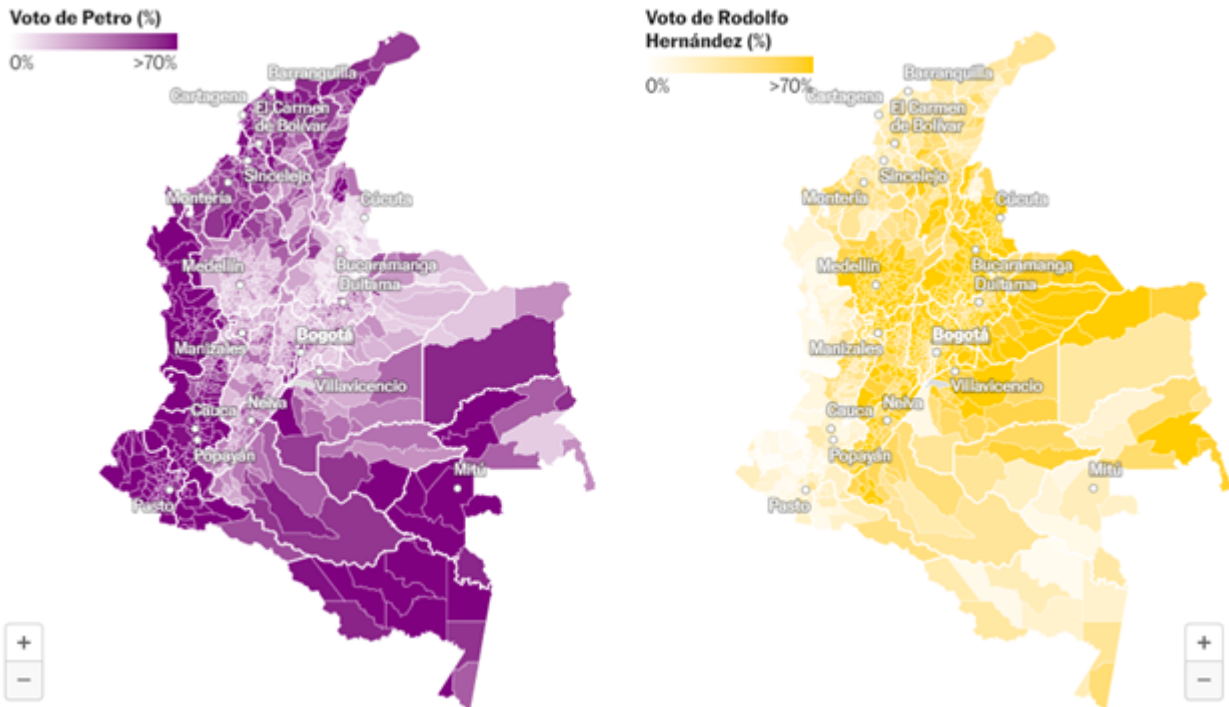 Voto de Petro (%)
0% >70%
Barranquilla
Cartagena
El Carmen
de Bolívar
Sincelejo
Montería
Cúcuta
Medellín
Bucaramanga
Duitama
Bogotá
Manizales
Villavicencio
Cauca
Neiva
Popayán
Mitú
Pasto
+
−
Voto de Rodolfo
Hernández (%)
0% >70%
Barranquilla
Cartagena
El Carmen
de Bolívar
Sincelejo
Montería
Cúcuta
Medellín
Bucaramanga
Duitama
Bogotá
Manizales
Villavicencio
Cauca
Neiva
Popayán
Mitú
Pasto
+
−